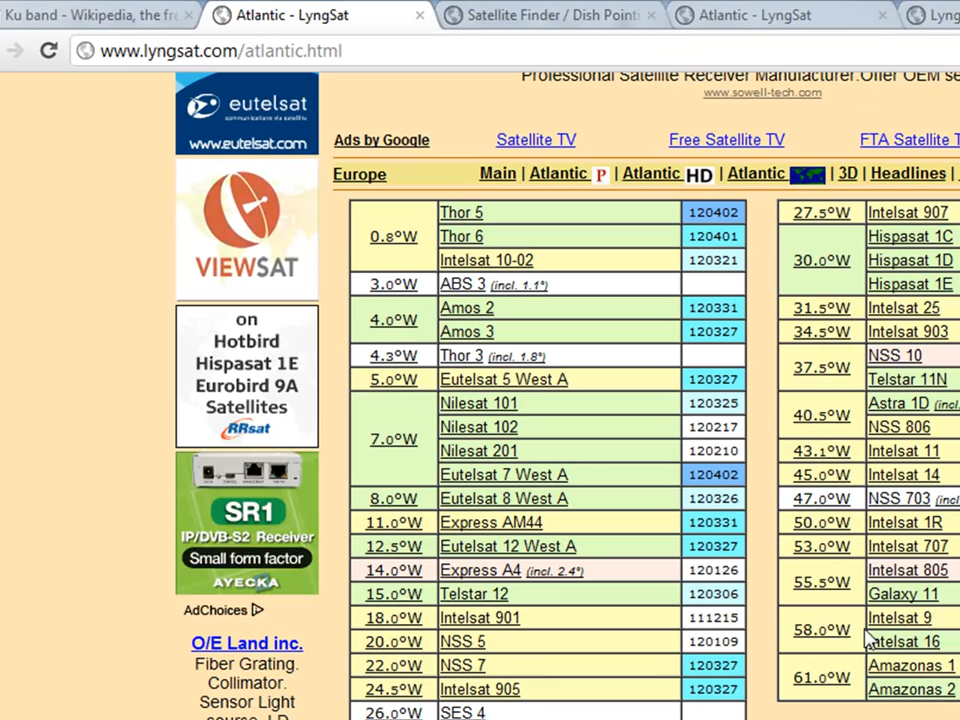 Ku band - Wikipedia, the fre
Atlantic - LyngSat
Satellite Finder / Dish Pointi
Atlantic - LyngSat
Lyng
www.lyngsat.com/atlantic.html
eutelsat
communications via satellite
www.eutelsat.com
VIEWSAT
on
Hotbird
Hispasat 1E
Eurobird 9A
Satellites
RRsat
SR1
IP/DVB-S2 Receiver
Small form factor
AYECKA
AdChoices
O/E Land inc.
Fiber Grating.
Collimator.
Sensor Light
source. LD
Professional Satellite Receiver Manufacturer.Offer OEM se
www.sowell-tech.com
Ads by Google Satellite TV Free Satellite TV FTA Satellite T
Europe Main | Atlantic P | Atlantic HD | Atlantic | 3D | Headlines |
0.8°W Thor 5 120402
Thor 6 120401
Intelsat 10-02 120321
3.0°W ABS 3 (incl. 1.1°)
4.0°W Amos 2 120331
Amos 3 120327
4.3°W Thor 3 (incl. 1.8°)
5.0°W Eutelsat 5 West A 120327
7.0°W Nilesat 101 120325
Nilesat 102 120217
Nilesat 201 120210
Eutelsat 7 West A 120402
8.0°W Eutelsat 8 West A 120326
11.0°W Express AM44 120331
12.5°W Eutelsat 12 West A 120327
14.0°W Express A4 (incl. 2.4°) 120126
15.0°W Telstar 12 120306
18.0°W Intelsat 901 111215
20.0°W NSS 5 120109
22.0°W NSS 7 120327
24.5°W Intelsat 905 120327
26.0°W SES 4
27.5°W Intelsat 907
30.0°W Hispasat 1C
Hispasat 1D
Hispasat 1E
31.5°W Intelsat 25
34.5°W Intelsat 903
37.5°W NSS 10
Telstar 11N
40.5°W Astra 1D (incl.
NSS 806
43.1°W Intelsat 11
45.0°W Intelsat 14
47.0°W NSS 703 (incl.
50.0°W Intelsat 1R
53.0°W Intelsat 707
55.5°W Intelsat 805
Galaxy 11
58.0°W Intelsat 9
ntelsat 16
61.0°W Amazonas 1
Amazonas 2